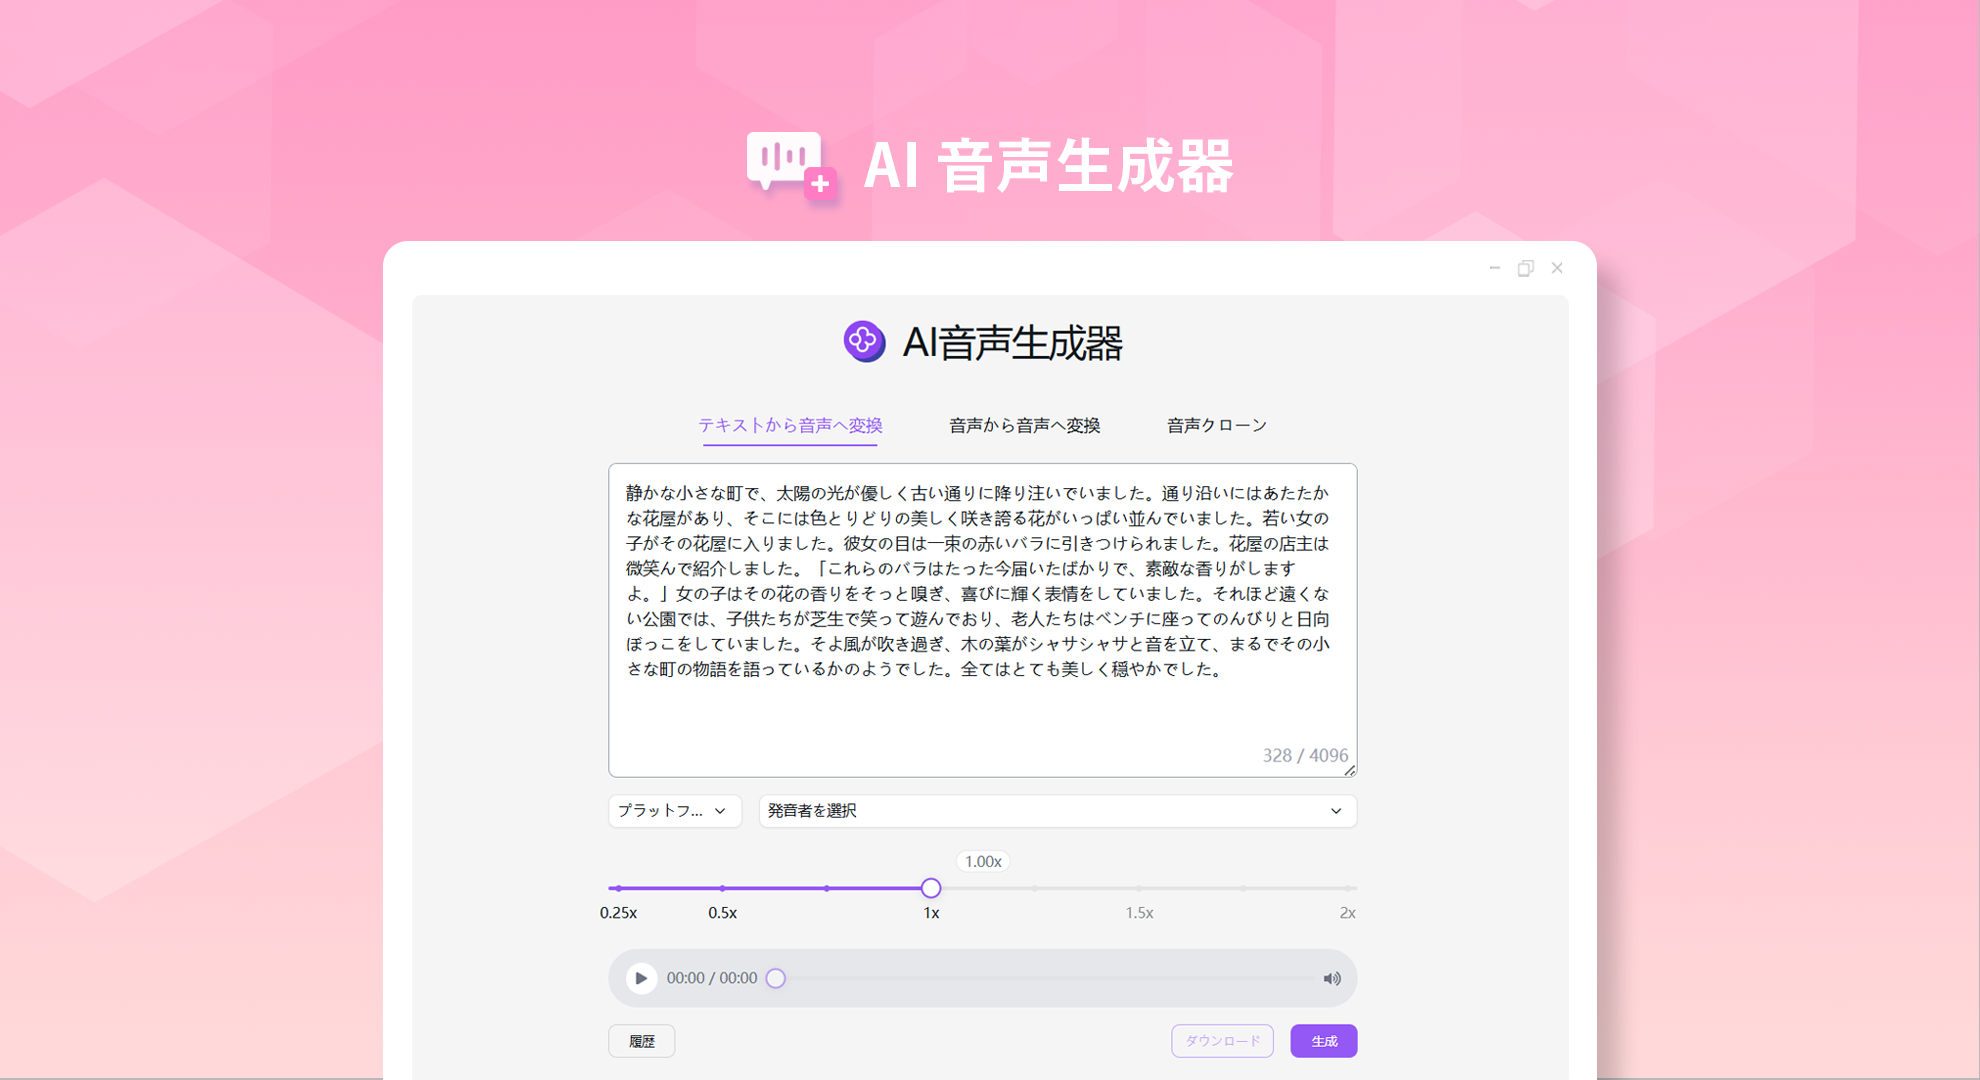 AI 音声生成器
AI音声生成器
テキストから音声へ変換
音声から音声へ変換
音声クローン
静かな小さな町で、太陽の光が優しく古い通りに降り注いでいました。通り沿いにはあたたか
な花屋があり、そこには色とりどりの美しく咲き誇る花がいっぱい並んでいました。若い女の
子がその花屋に入りました。彼女の目は一束の赤いバラに引きつけられました。花屋の店主は
微笑んで紹介しました。「これらのバラはたった今届いたばかりで、素敵な香りがします
よ。」女の子はその花の香りをそっと嗅ぎ、喜びに輝く表情をしていました。それほど遠くな
い公園では、子供たちが芝生で笑って遊んでおり、老人たちはベンチに座ってのんびりと日向
ぼっこをしていました。そよ風が吹き過ぎ、木の葉がシャサシャサと音を立て、まるでその小
さな町の物語を語っているかのようでした。全てはとても美しく穏やかでした。
328 / 4096
プラットフ...
発音者を選択
1.00x
0.25x
0.5x
1x
1.5x
2x
00:00 / 00:00
履歴
ダウンロード
生成